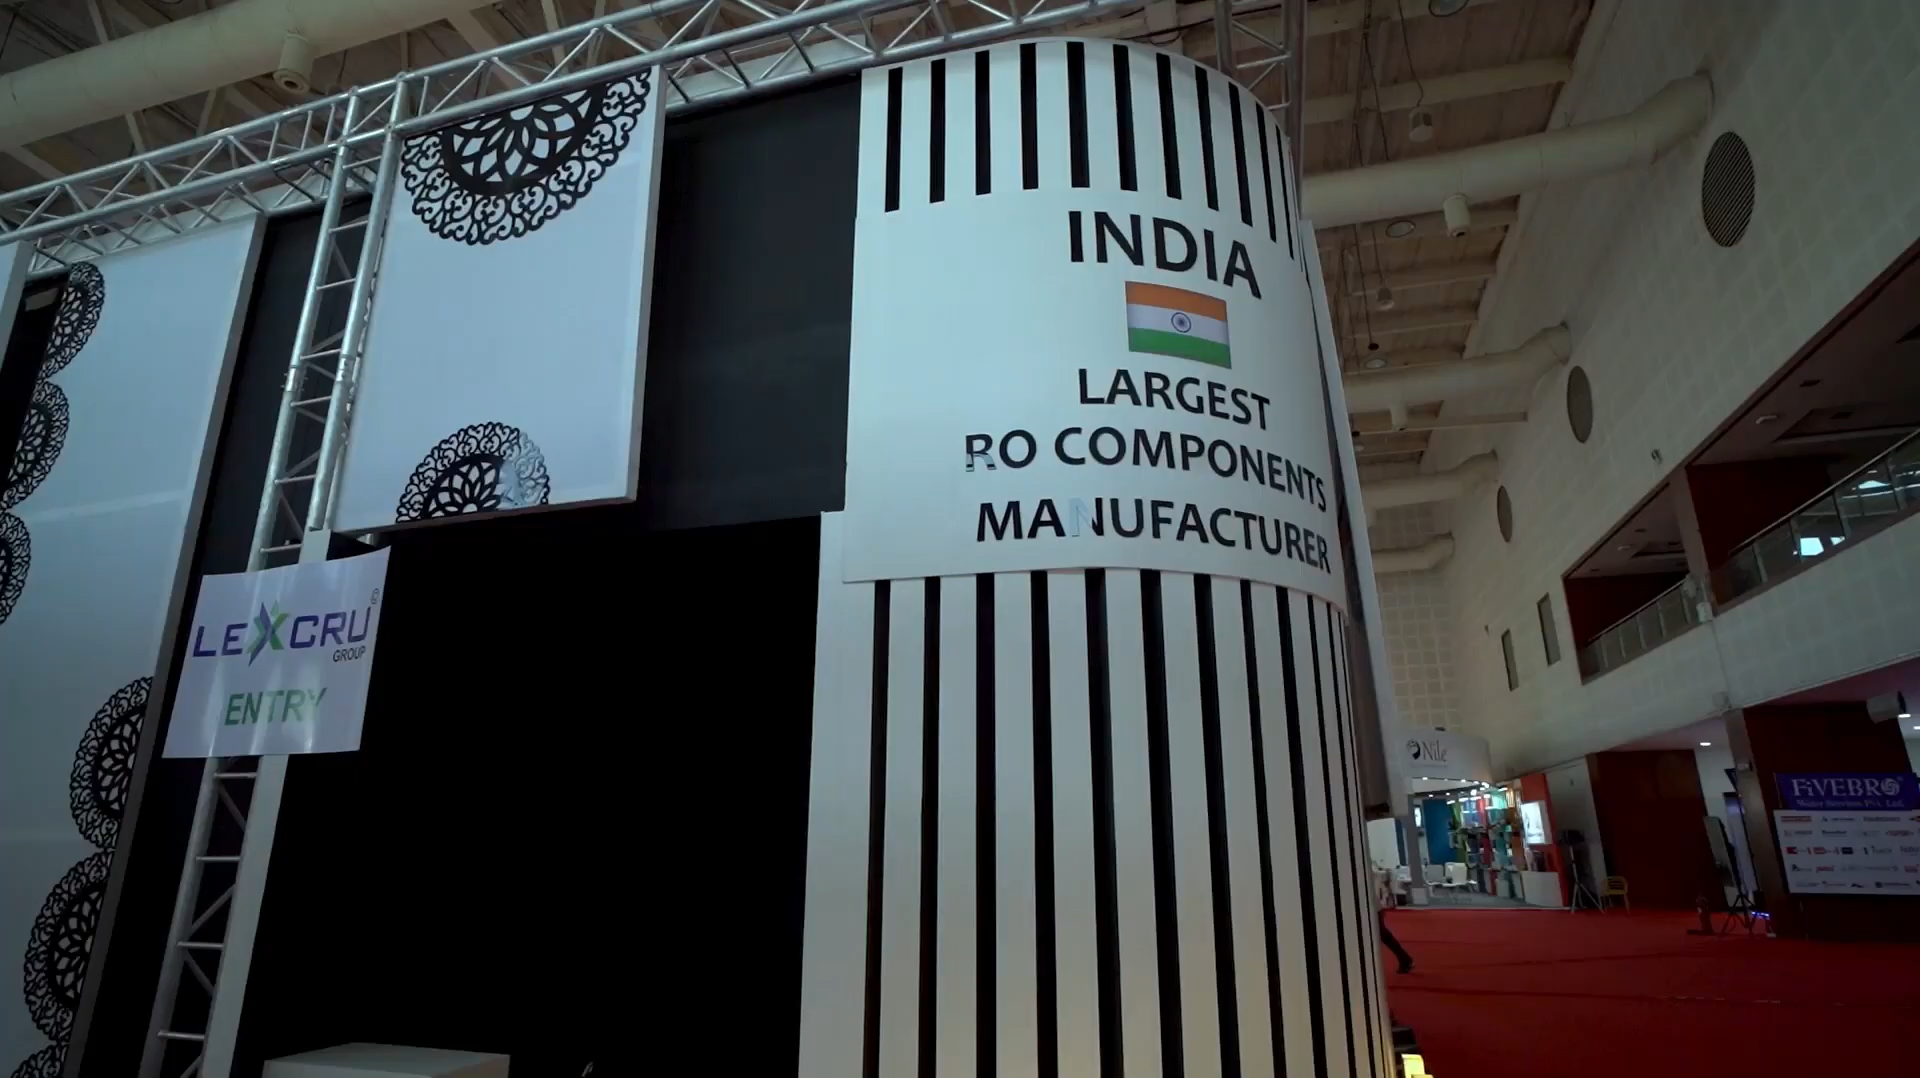 INDIA
LARGEST
RO COMPONENTS
MANUFACTURER
LEXCRU
GROUP
ENTRY
Nile
FiVEBRO
Water Services Pvt. Ltd.